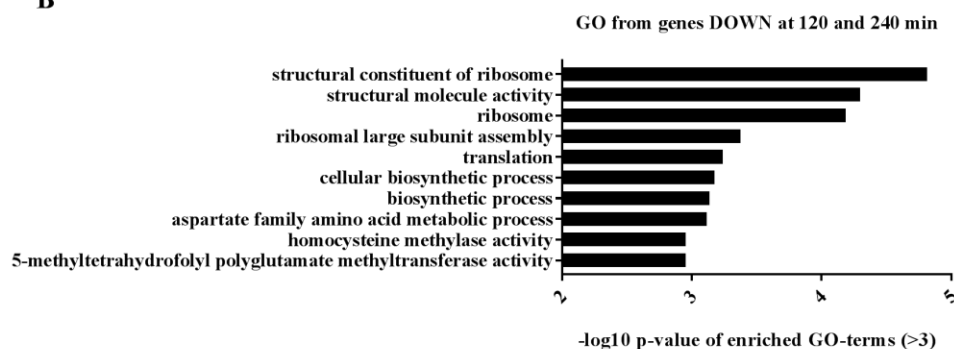 B
GO from genes DOWN at 120 and 240 min
structural constituent of ribosome
structural molecule activity
ribosome
ribosomal large subunit assembly
translation
cellular biosynthetic process
biosynthetic process
aspartate family amino acid metabolic process
homocysteine methylase activity
5-methyltetrahydrofolyl polyglutamate methyltransferase activity
2 3 4 5
-log10 p-value of enriched GO-terms (>3)